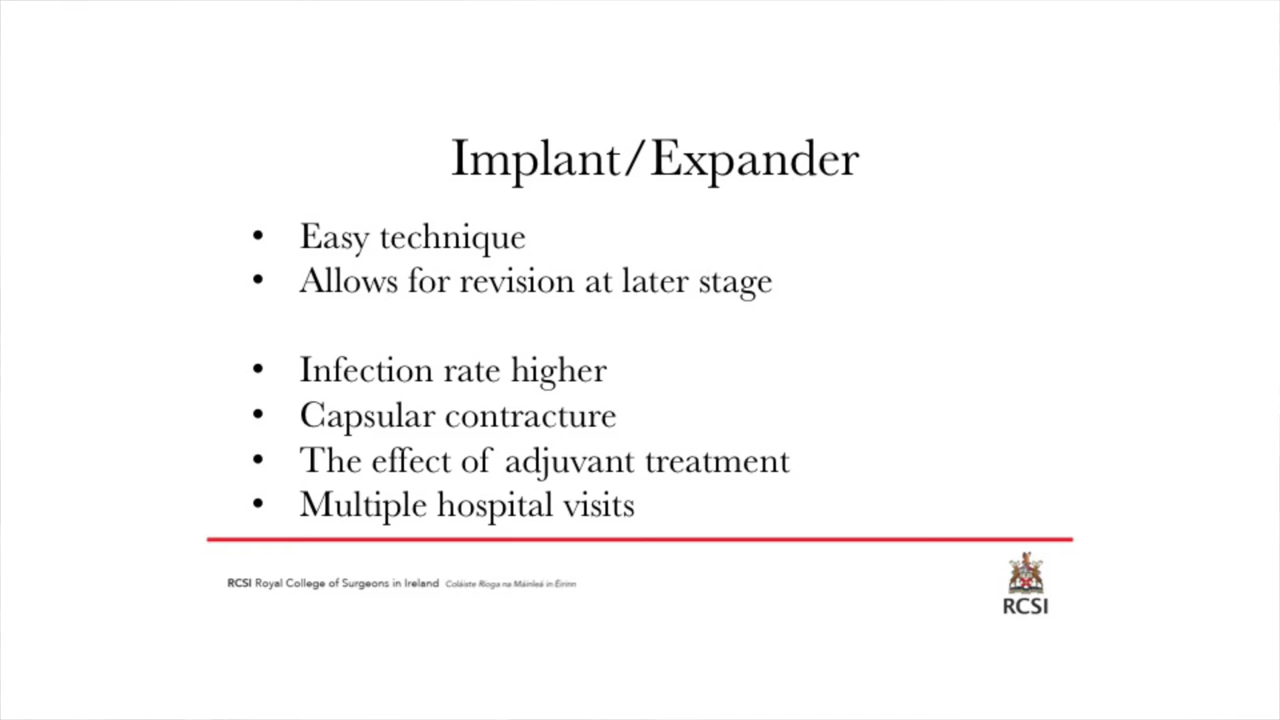 Implant/Expander
• Easy technique
• Allows for revision at later stage
• Infection rate higher
• Capsular contracture
• The effect of adjuvant treatment
• Multiple hospital visits
RCSI Royal College of Surgeons in Ireland Coláiste Ríoga na Máinleá in Éirinn
RCSI